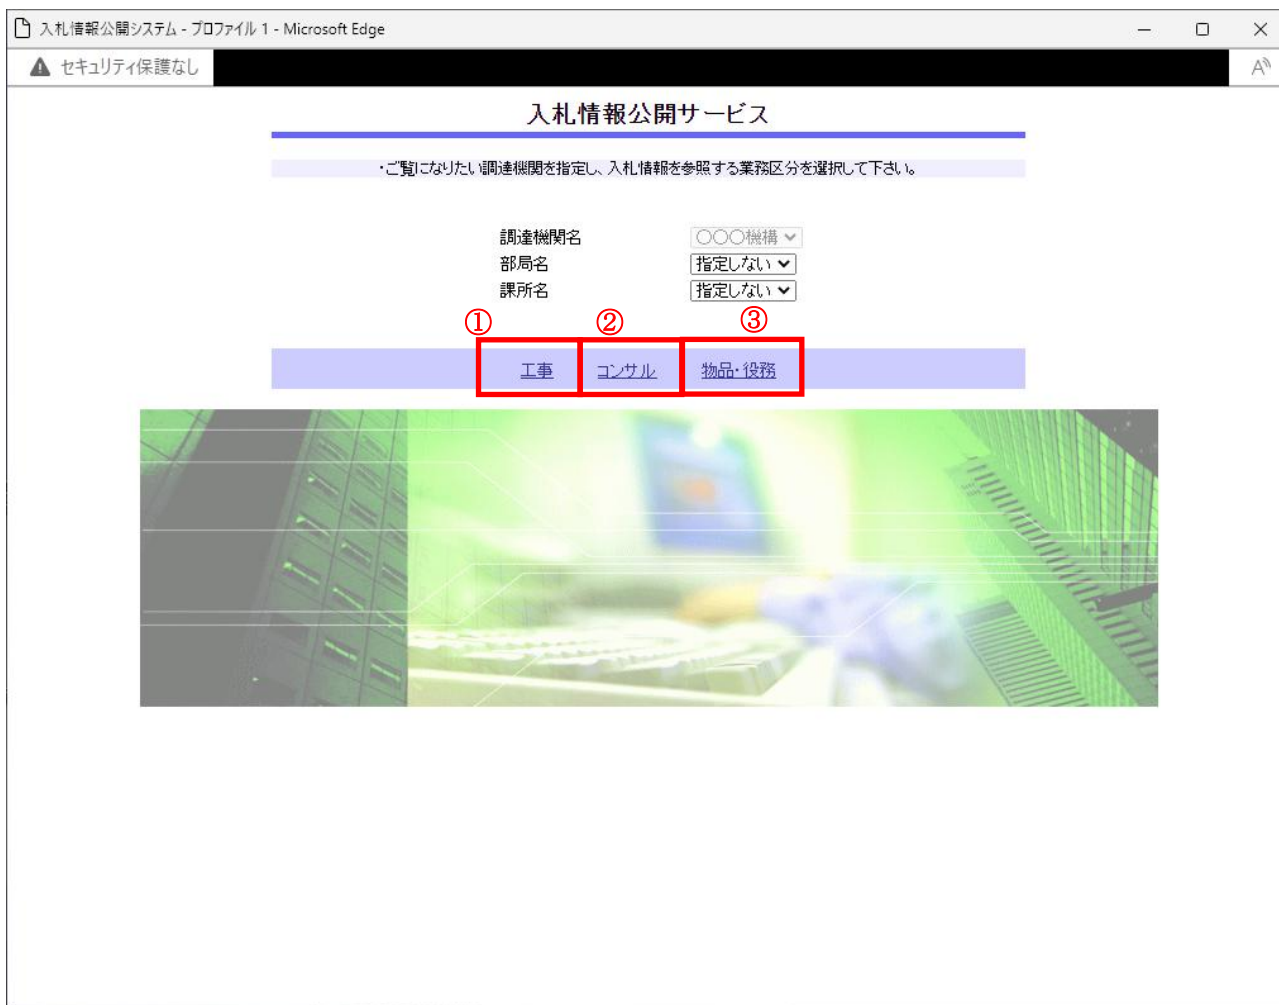 入札情報公開システム - プロファイル 1 - Microsoft Edge
セキュリティ保護なし
入札情報公開サービス
・ご覧になりたい調達機関を指定し、入札情報を参照する業務区分を選択して下さい。
調達機関名 〇〇〇機構
部局名 指定しない
課所名 指定しない
① ② ③
工事 コンサル 物品・役務